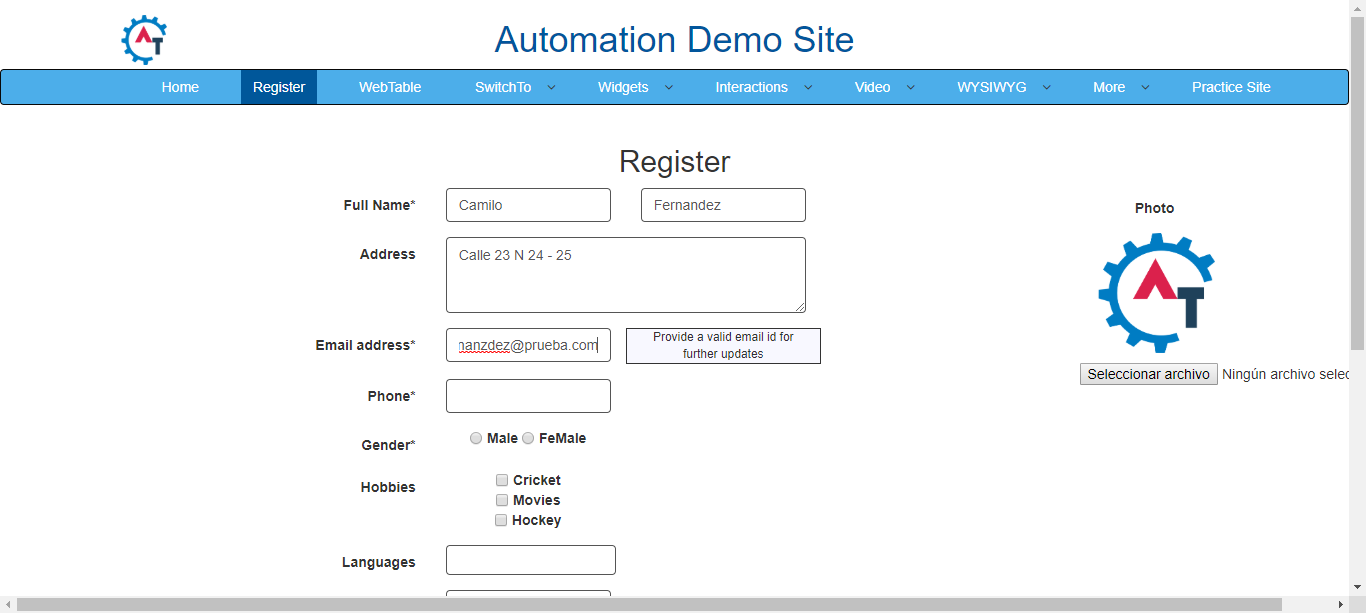 Automation Demo Site
Home Register WebTable SwitchTo Widgets Interactions Video WYSIWYG More Practice Site
Register
Full Name* Camilo Fernandez
Photo
Address Calle 23 N 24 - 25
Email address* nanzdez@prueba.com
Provide a valid email id for
further updates
Seleccionar archivo Ningún archivo selec
Phone*
Gender* Male FeMale
Hobbies Cricket
Movies
Hockey
Languages